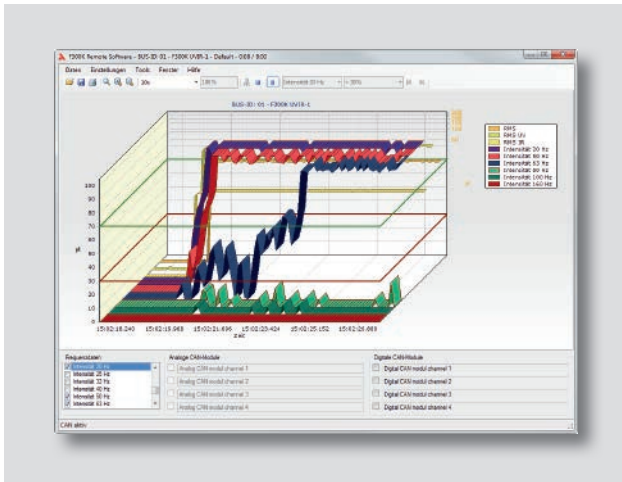 F300K Remote Software - BUS-ID: 01 - F300K UVIR-1 - Default - 0:08 / 9:00
Datei Einstellungen Tools Fenster Hilfe
30s 100% Intensität 20 Hz < 30%
BUS-ID: 01 - F300K UVIR-1
RMS
RMS UV
RMS IR
Intensität 20 Hz
Intensität 50 Hz
Intensität 63 Hz
Intensität 80 Hz
Intensität 100 Hz
Intensität 160 Hz
100
90
80
70
60
50
40
30
20
10
0
15:02:18.240 15:02:19.968 15:02:21.696 15:02:23.424 15:02:25.152 15:02:26.880
Zeit
Frequenzdaten:
Intensität 20 Hz
Intensität 25 Hz
Intensität 32 Hz
Intensität 40 Hz
Intensität 50 Hz
Intensität 63 Hz
Analoge CAN-Module
Analog CAN modul channel 1
Analog CAN modul channel 2
Analog CAN modul channel 3
Analog CAN modul channel 4
Digitale CAN-Module
Digital CAN modul channel 1
Digital CAN modul channel 2
Digital CAN modul channel 3
Digital CAN modul channel 4
CAN aktiv